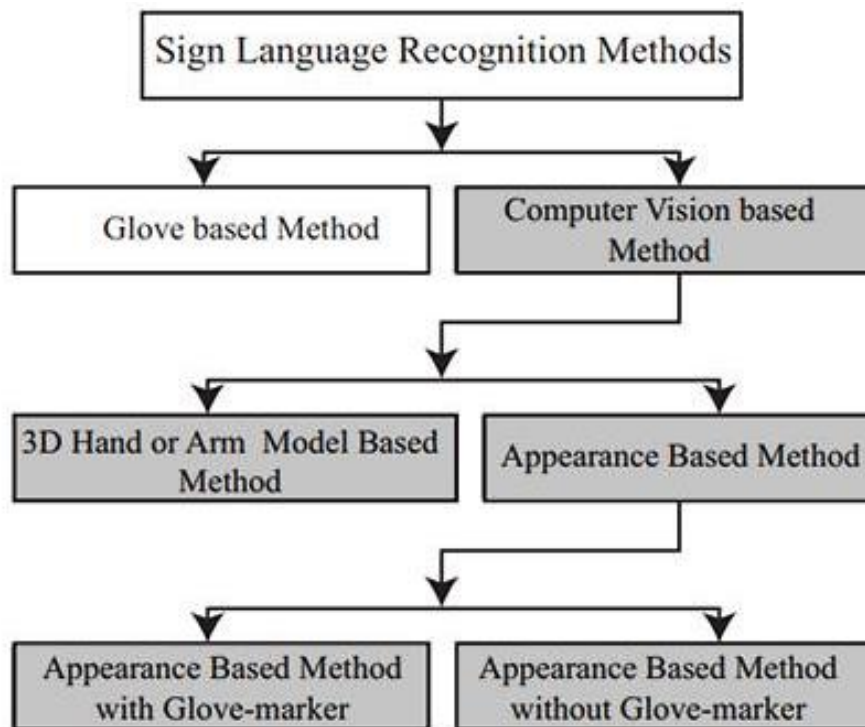 Sign Language Recognition Methods
Glove based Method
Computer Vision based
Method
3D Hand or Arm Model Based
Method
Appearance Based Method
Appearance Based Method
with Glove-marker
Appearance Based Method
without Glove-marker